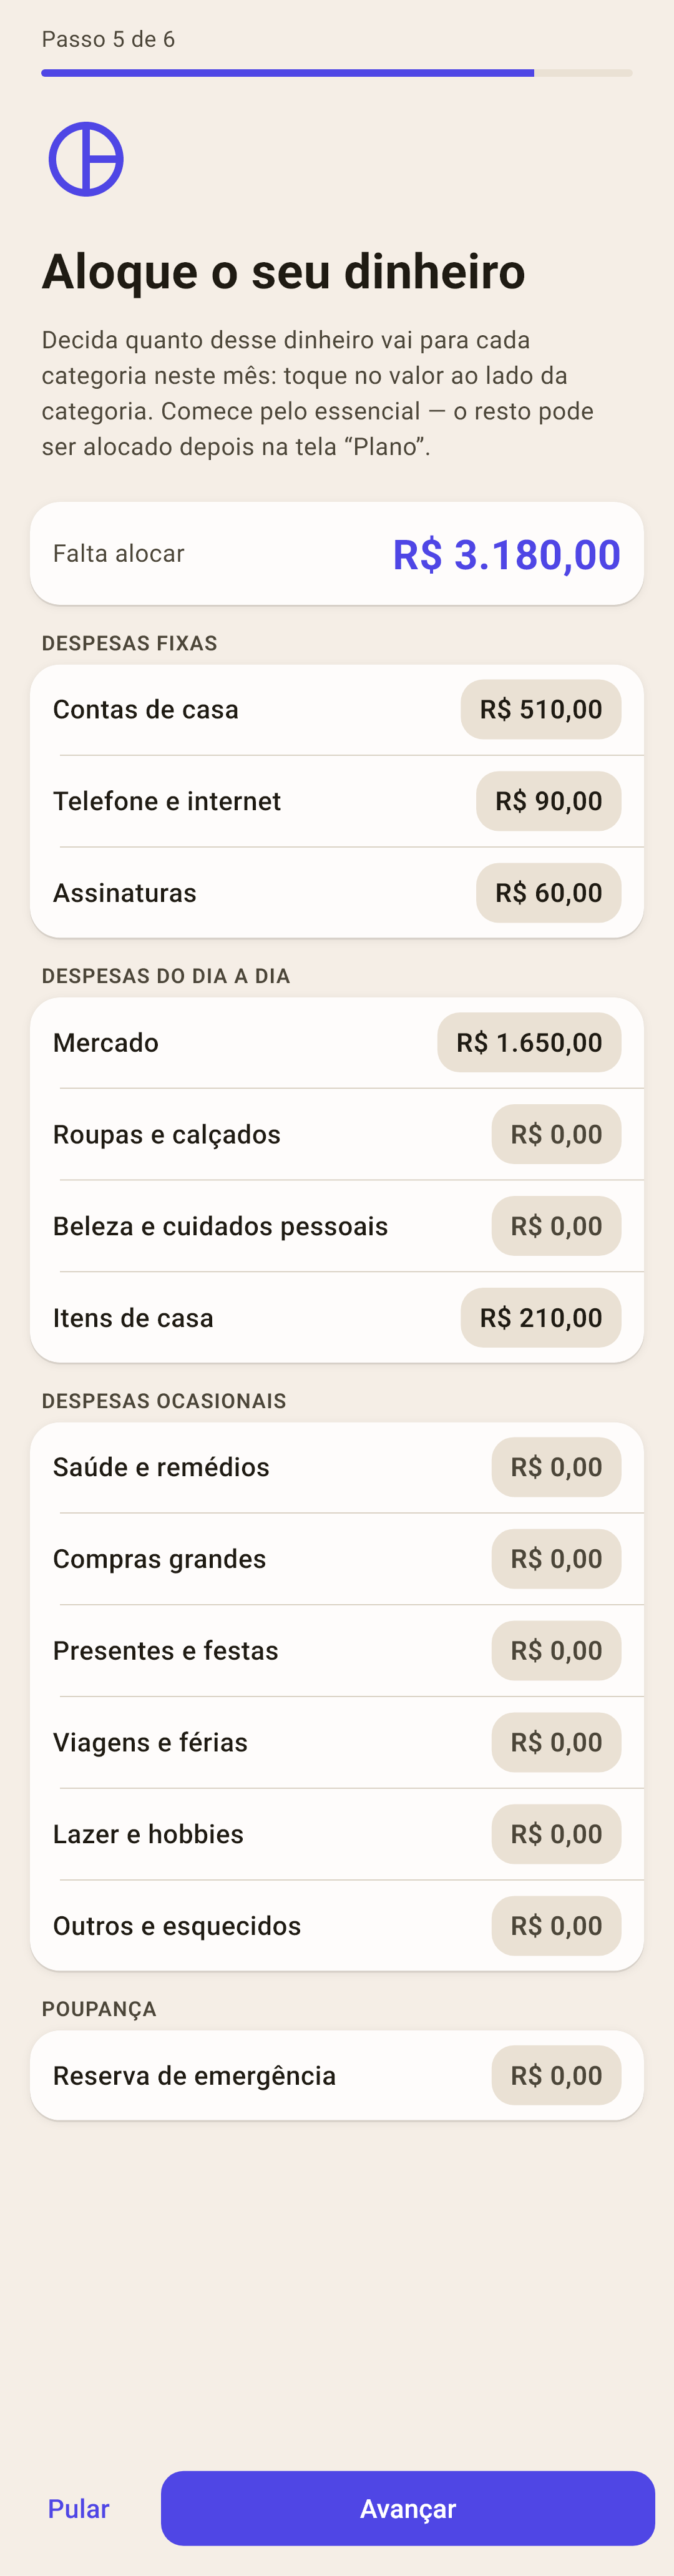 Passo 5 de 6
Aloque o seu dinheiro
Decida quanto desse dinheiro vai para cada
categoria neste mês: toque no valor ao lado da
categoria. Comece pelo essencial — o resto pode
ser alocado depois na tela “Plano”.
Falta alocar R$ 3.180,00
DESPESAS FIXAS
Contas de casa R$ 510,00
Telefone e internet R$ 90,00
Assinaturas R$ 60,00
DESPESAS DO DIA A DIA
Mercado R$ 1.650,00
Roupas e calçados R$ 0,00
Beleza e cuidados pessoais R$ 0,00
Itens de casa R$ 210,00
DESPESAS OCASIONAIS
Saúde e remédios R$ 0,00
Compras grandes R$ 0,00
Presentes e festas R$ 0,00
Viagens e férias R$ 0,00
Lazer e hobbies R$ 0,00
Outros e esquecidos R$ 0,00
POUPANÇA
Reserva de emergência R$ 0,00
Pular Avançar